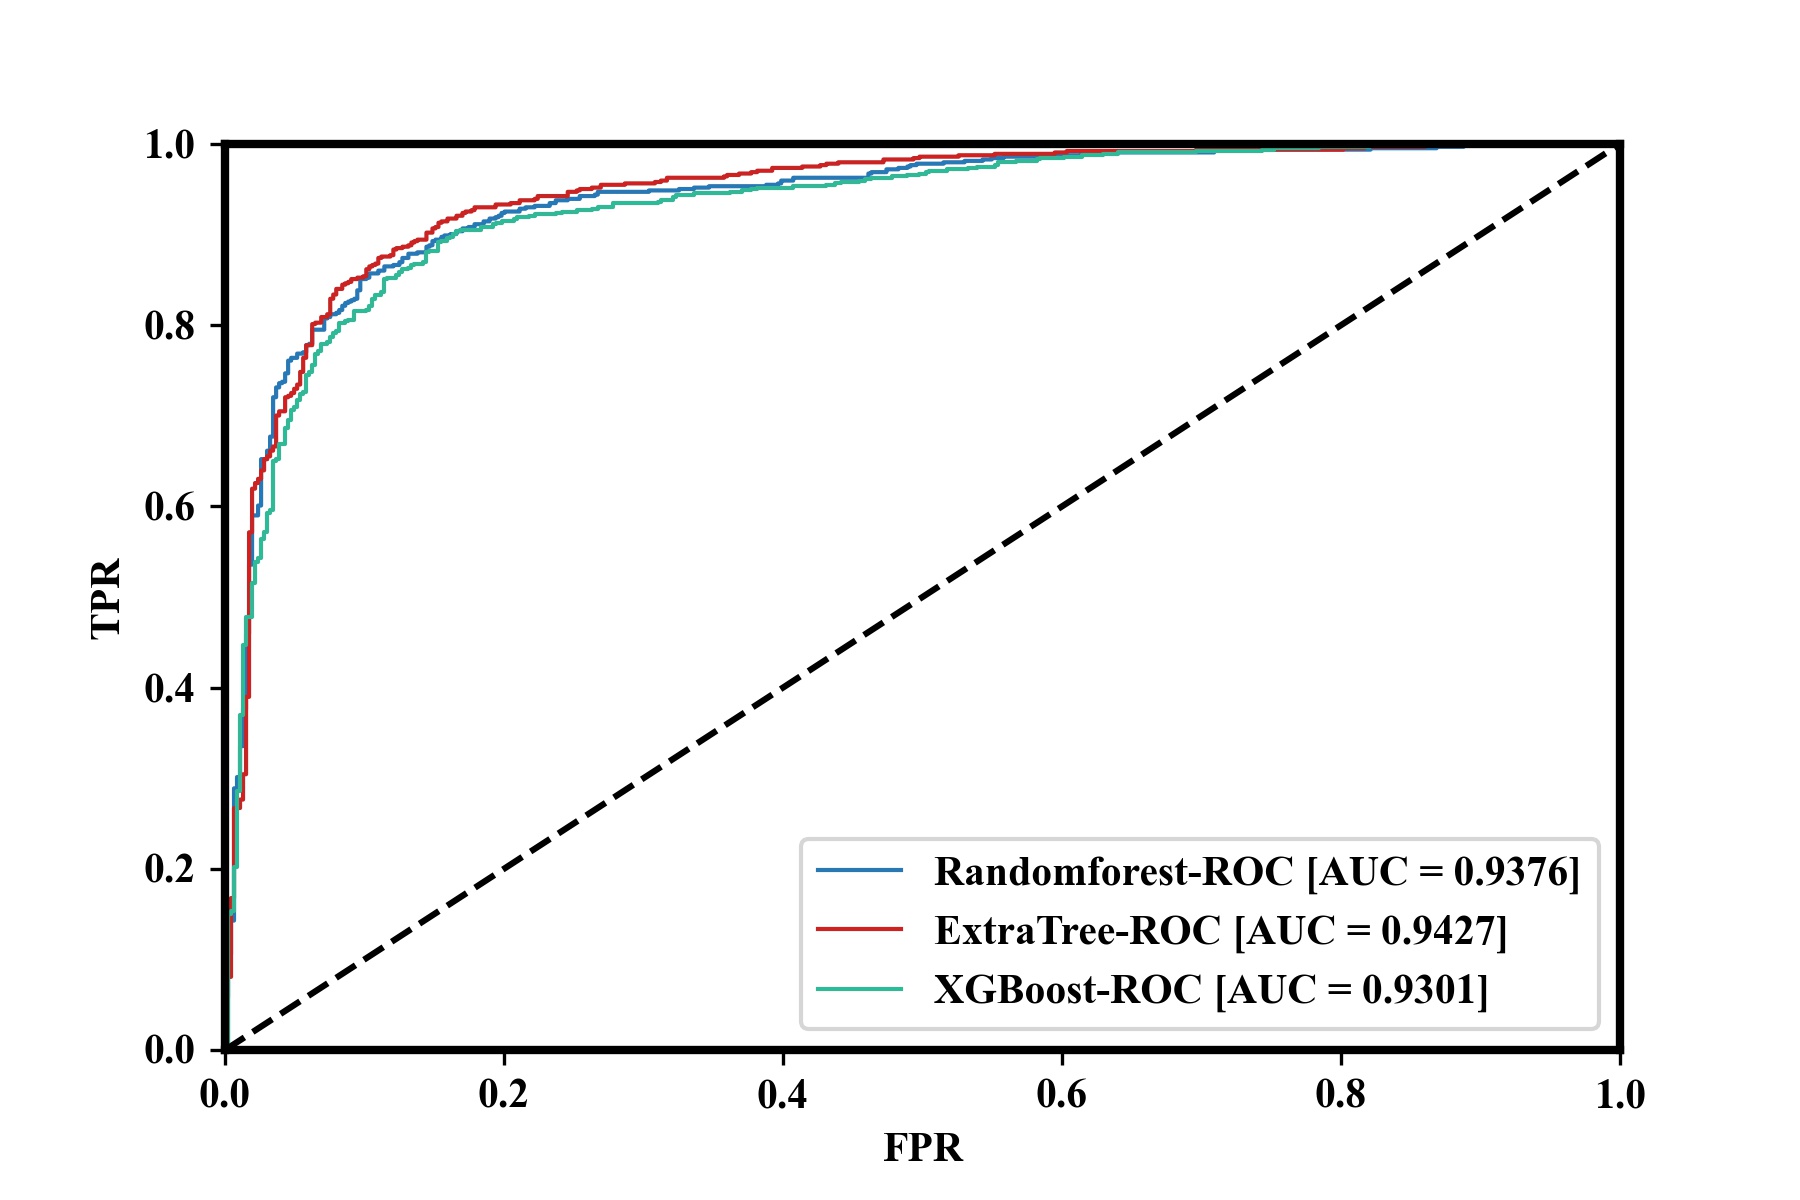 1.0
0.8
0.6
0.4
0.2
0.0
TPR
0.0 0.2 0.4 0.6 0.8 1.0
FPR
Randomforest-ROC [AUC = 0.9376]
ExtraTree-ROC [AUC = 0.9427]
XGBoost-ROC [AUC = 0.9301]